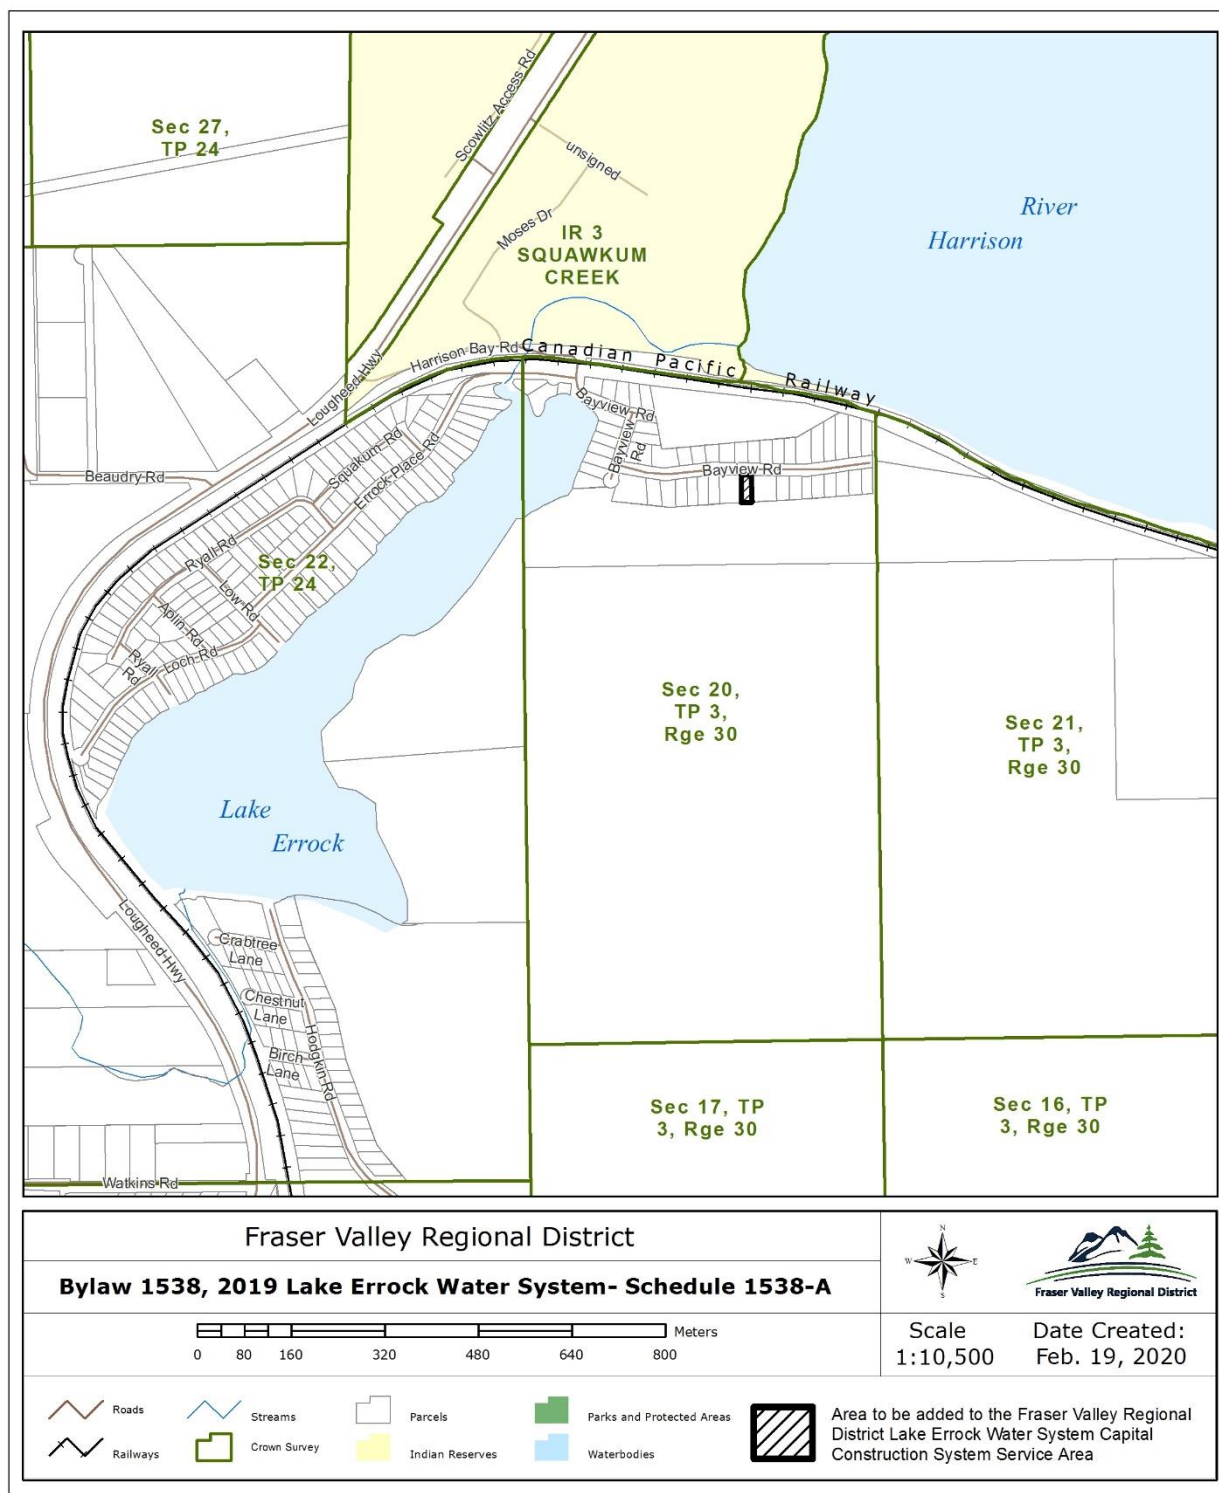 Sec 27,
TP 24
Scowlitz Access Rd
unsigned
Moses Dr
IR 3
SQUAWKUM
CREEK
River
Harrison
Lougheed Hwy
Harrison Bay Rd
Canadian Pacific Railway
Beaudry Rd
Squakum Rd
Errock Place Rd
Bayview Rd
Bayview
Rd
Bayview Rd
Ryall Rd
Sec 22,
TP 24
Low Rd
Aplin Rd
Ryall
Rd
Loch Rd
Sec 20,
TP 3,
Rge 30
Sec 21,
TP 3,
Rge 30
Lake
Errock
Lougheed Hwy
Crabtree
Lane
Chestnut
Lane
Birch
Lane
Hodgkin Rd
Sec 17, TP
3, Rge 30
Sec 16, TP
3, Rge 30
Watkins Rd
Fraser Valley Regional District
Bylaw 1538, 2019 Lake Errock Water System- Schedule 1538-A
N
W E
S
Fraser Valley Regional District
Meters
0 80 160 320 480 640 800
Scale
1:10,500
Date Created:
Feb. 19, 2020
Roads
Streams
Parcels
Parks and Protected Areas
Railways
Crown Survey
Indian Reserves
Waterbodies
Area to be added to the Fraser Valley Regional
District Lake Errock Water System Capital
Construction System Service Area